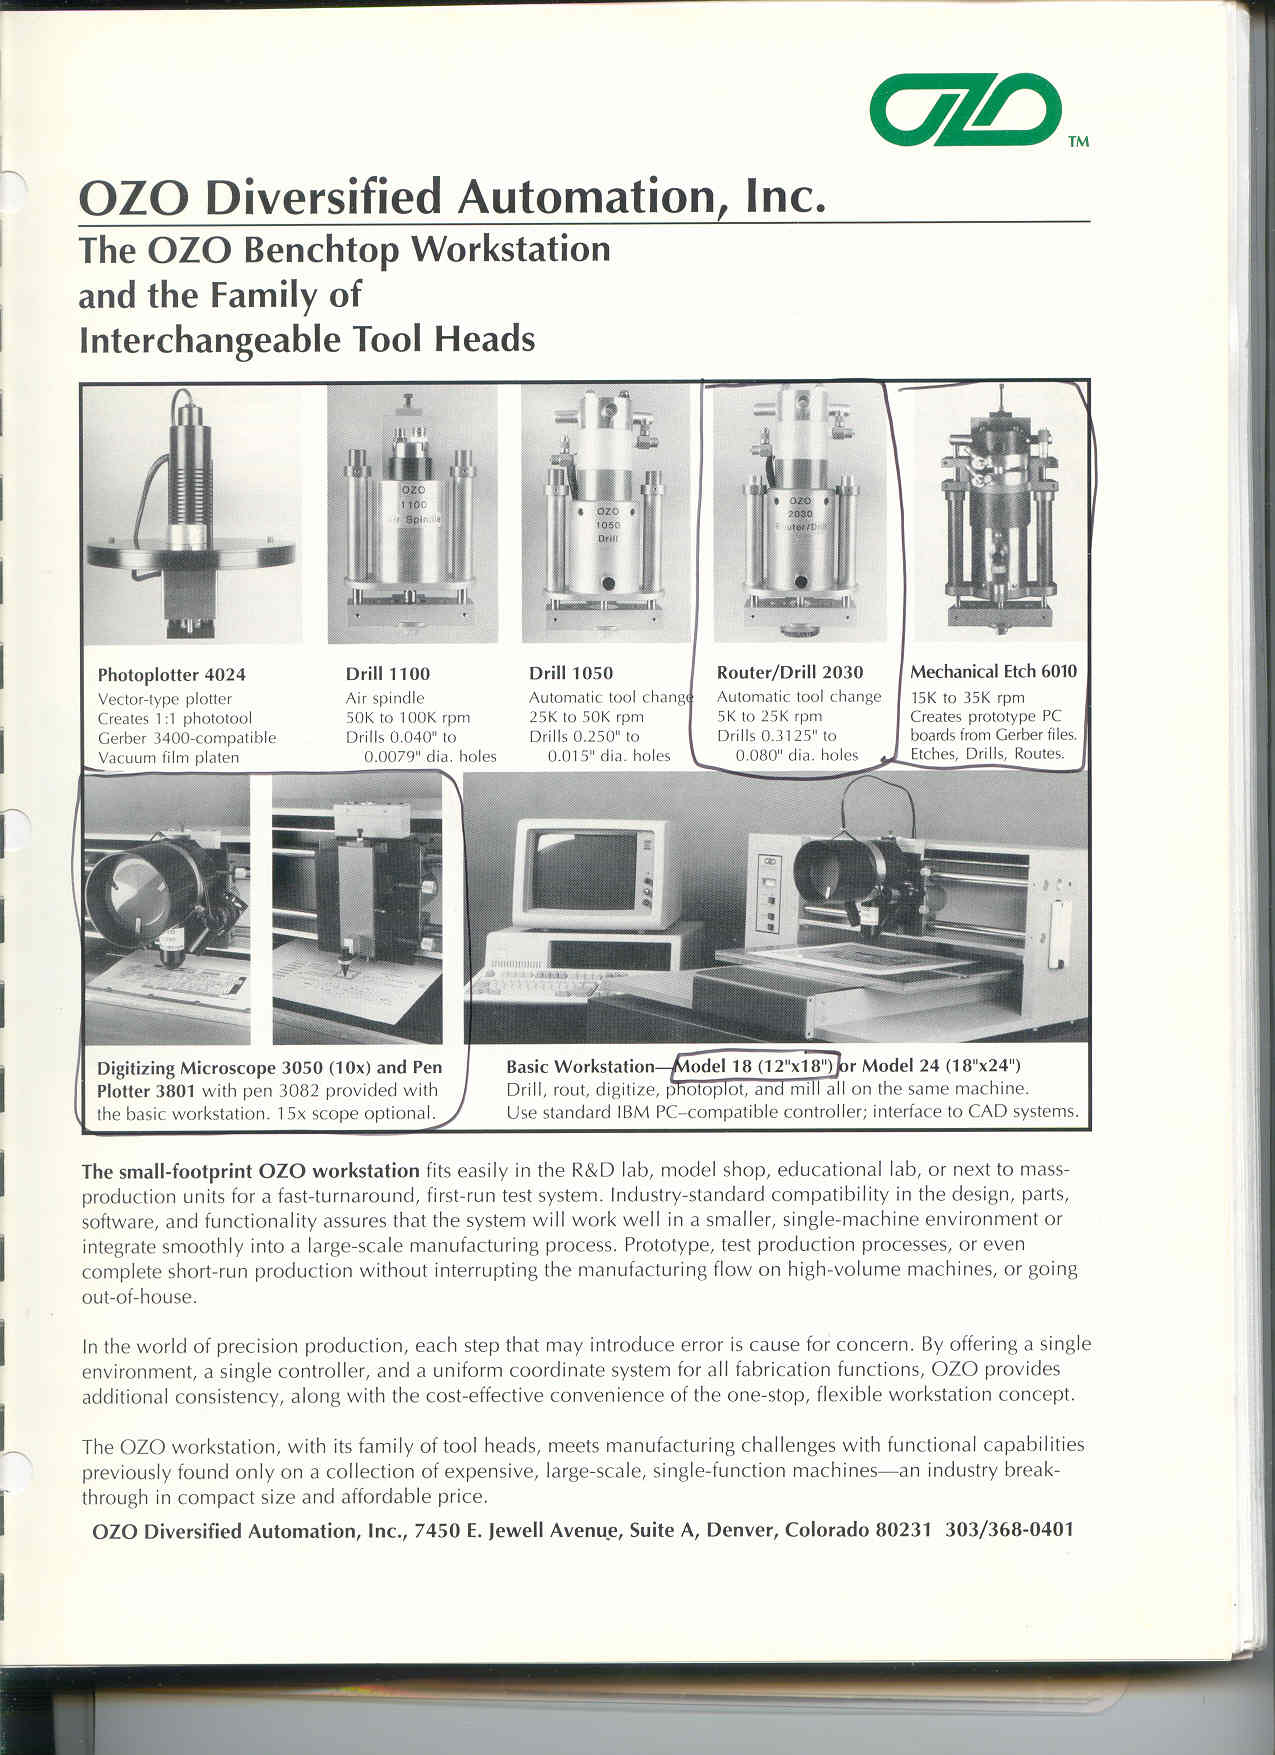 OZO
TM
OZO Diversified Automation, Inc.
The OZO Benchtop Workstation
and the Family of
Interchangeable Tool Heads
OZO
1100
Air Spindle
OZO
1050
Drill
OZO
2030
Router/Drill
Photoplotter 4024
Vector-type plotter
Creates 1:1 phototool
Gerber 3400-compatible
Vacuum film platen
Drill 1100
Air spindle
50K to 100K rpm
Drills 0.040" to
0.0079" dia. holes
Drill 1050
Automatic tool change
25K to 50K rpm
Drills 0.250" to
0.015" dia. holes
Router/Drill 2030
Automatic tool change
5K to 25K rpm
Drills 0.3125" to
0.080" dia. holes
Mechanical Etch 6010
15K to 35K rpm
Creates prototype PC
boards from Gerber files.
Etches, Drills, Routes.
Digitizing Microscope 3050 (10x) and Pen
Plotter 3801 with pen 3082 provided with
the basic workstation. 15x scope optional.
Basic Workstation—Model 18 (12"x18") or Model 24 (18"x24")
Drill, rout, digitize, photoplot, and mill all on the same machine.
Use standard IBM PC–compatible controller; interface to CAD systems.
The small-footprint OZO workstation fits easily in the R&D lab, model shop, educational lab, or next to mass-
production units for a fast-turnaround, first-run test system. Industry-standard compatibility in the design, parts,
software, and functionality assures that the system will work well in a smaller, single-machine environment or
integrate smoothly into a large-scale manufacturing process. Prototype, test production processes, or even
complete short-run production without interrupting the manufacturing flow on high-volume machines, or going
out-of-house.
In the world of precision production, each step that may introduce error is cause for concern. By offering a single
environment, a single controller, and a uniform coordinate system for all fabrication functions, OZO provides
additional consistency, along with the cost-effective convenience of the one-stop, flexible workstation concept.
The OZO workstation, with its family of tool heads, meets manufacturing challenges with functional capabilities
previously found only on a collection of expensive, large-scale, single-function machines—an industry break-
through in compact size and affordable price.
OZO Diversified Automation, Inc., 7450 E. Jewell Avenue, Suite A, Denver, Colorado 80231 303/368-0401